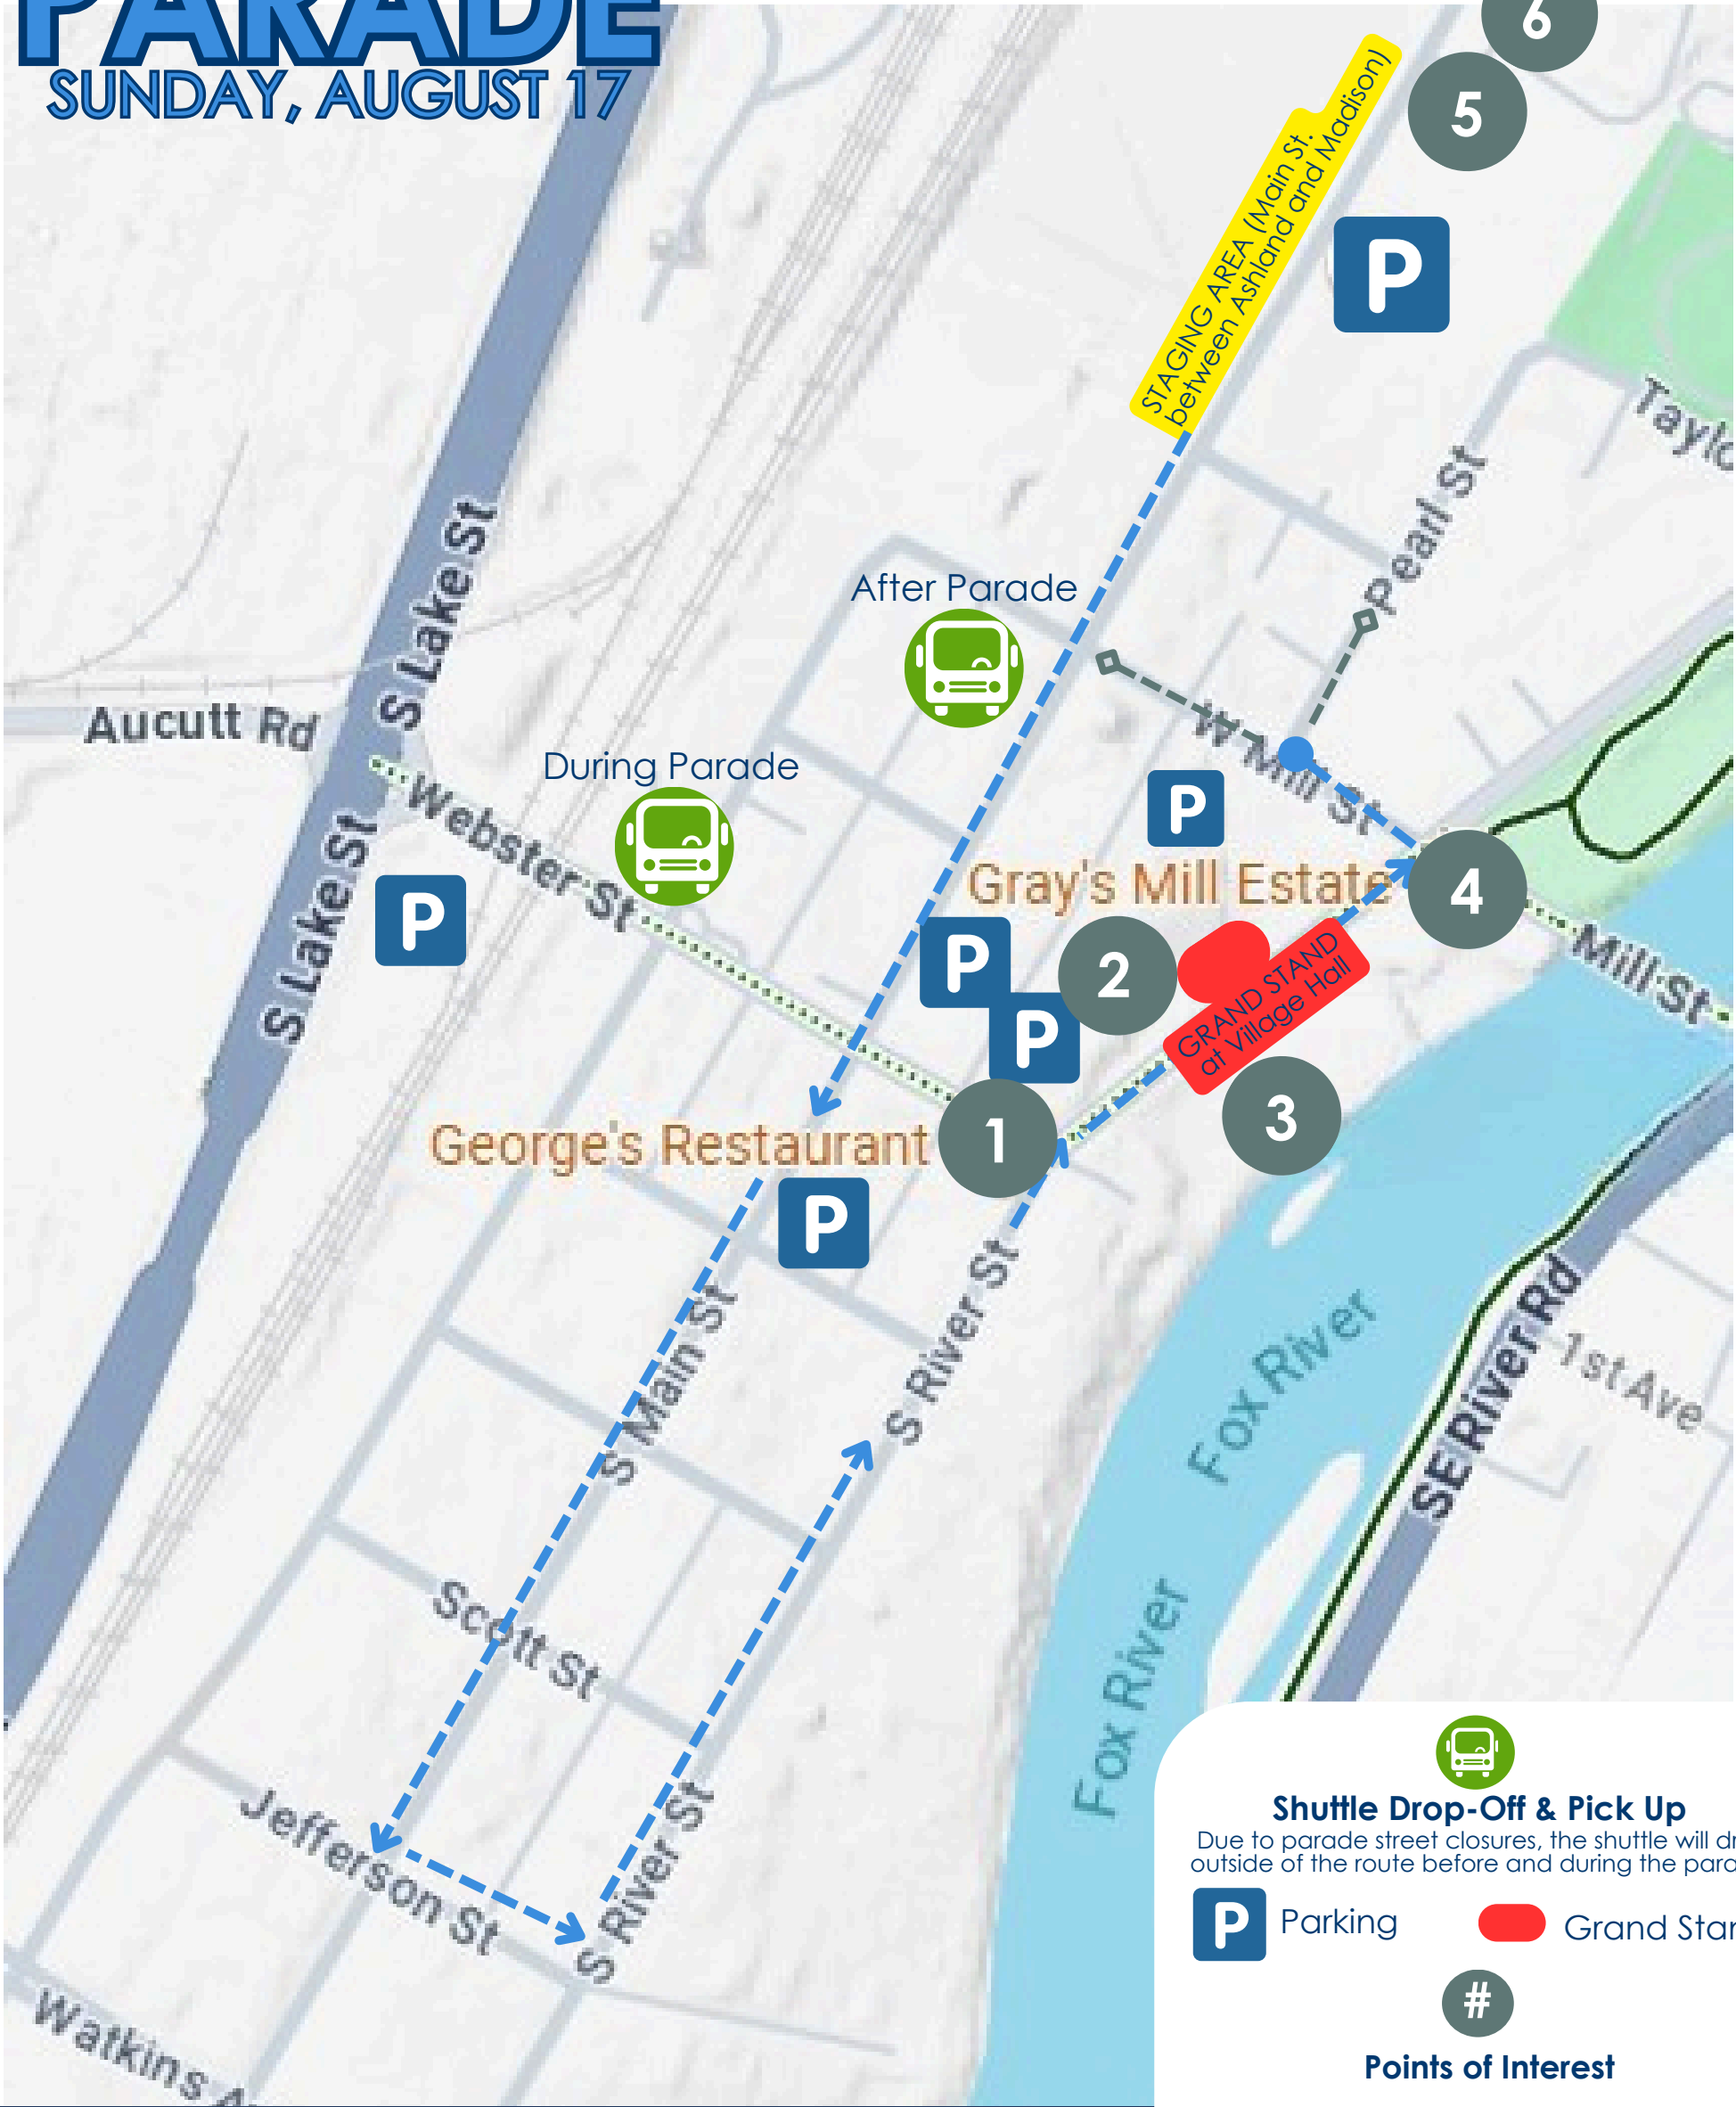 PARADE
SUNDAY, AUGUST 17
6
5
STAGING AREA (Main St.
between Ashland and Madison)
P
Taylo
Pearl St
S Lake St
After Parade
Aucutt Rd
W Mill St
During Parade
P
Webster St
Gray's Mill Estate
4
S Lake St
P
P
2
GRAND STAND
at Village Hall
Mill St
P
3
George's Restaurant
1
P
S River St
S Main St
Fox River
SE River Rd
1st Ave
Scott St
Fox River
Jefferson St
S River St
Watkins A
Shuttle Drop-Off & Pick Up
Due to parade street closures, the shuttle will dr
outside of the route before and during the para
P Parking
Grand Stan
#
Points of Interest